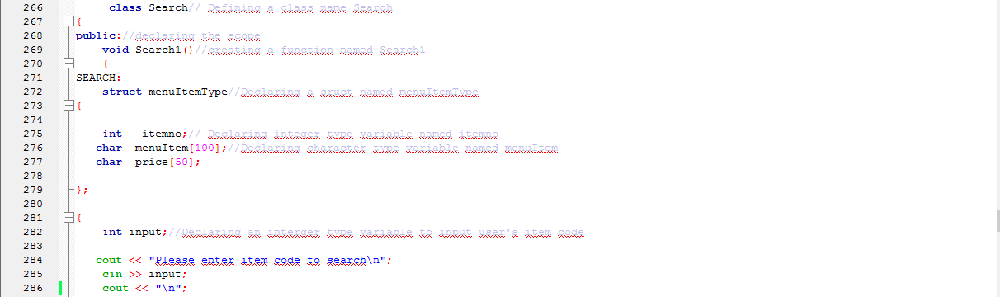 266 class Search// Defining a class name Search
267 {
268 public://declaring the scope
269 void Search1()//creating a function named Search1
270 {
271 SEARCH:
272 struct menuItemType//Declaring a sruct named menuItemType
273 {
274
275 int itemno;// Declaring integer type variable named itemno
276 char menuItem[100];//Declaring character type variable named menuItem
277 char price[50];
278
279 };
280
281 {
282 int input;//Declaring an interger type variable to input user's item code
283
284 cout << "Please enter item code to search\n";
285 cin >> input;
286 cout << "\n";